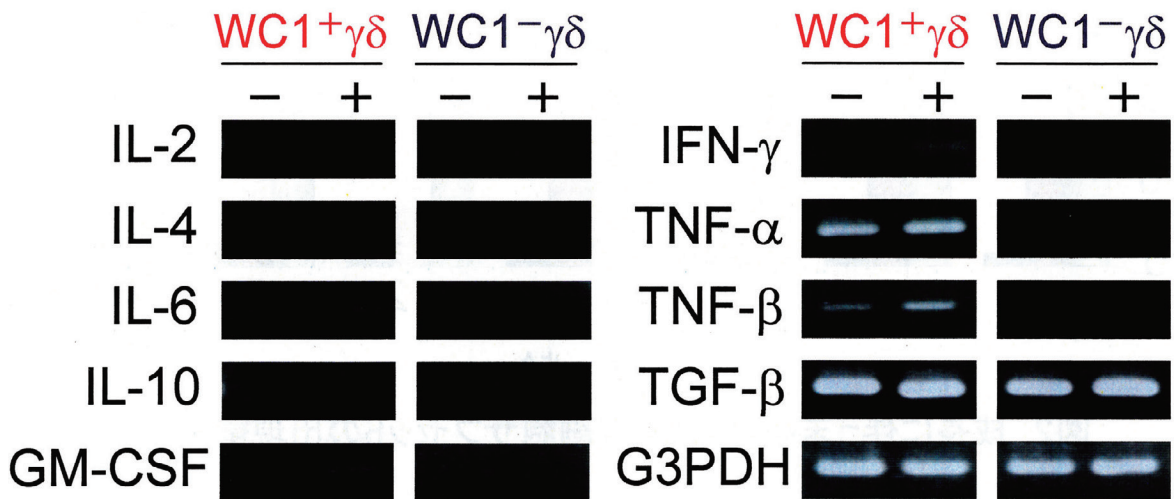 WC1⁺γδ WC1⁻γδ
− + − +
IL-2
IL-4
IL-6
IL-10
GM-CSF
WC1⁺γδ WC1⁻γδ
− + − +
IFN-γ
TNF-α
TNF-β
TGF-β
G3PDH